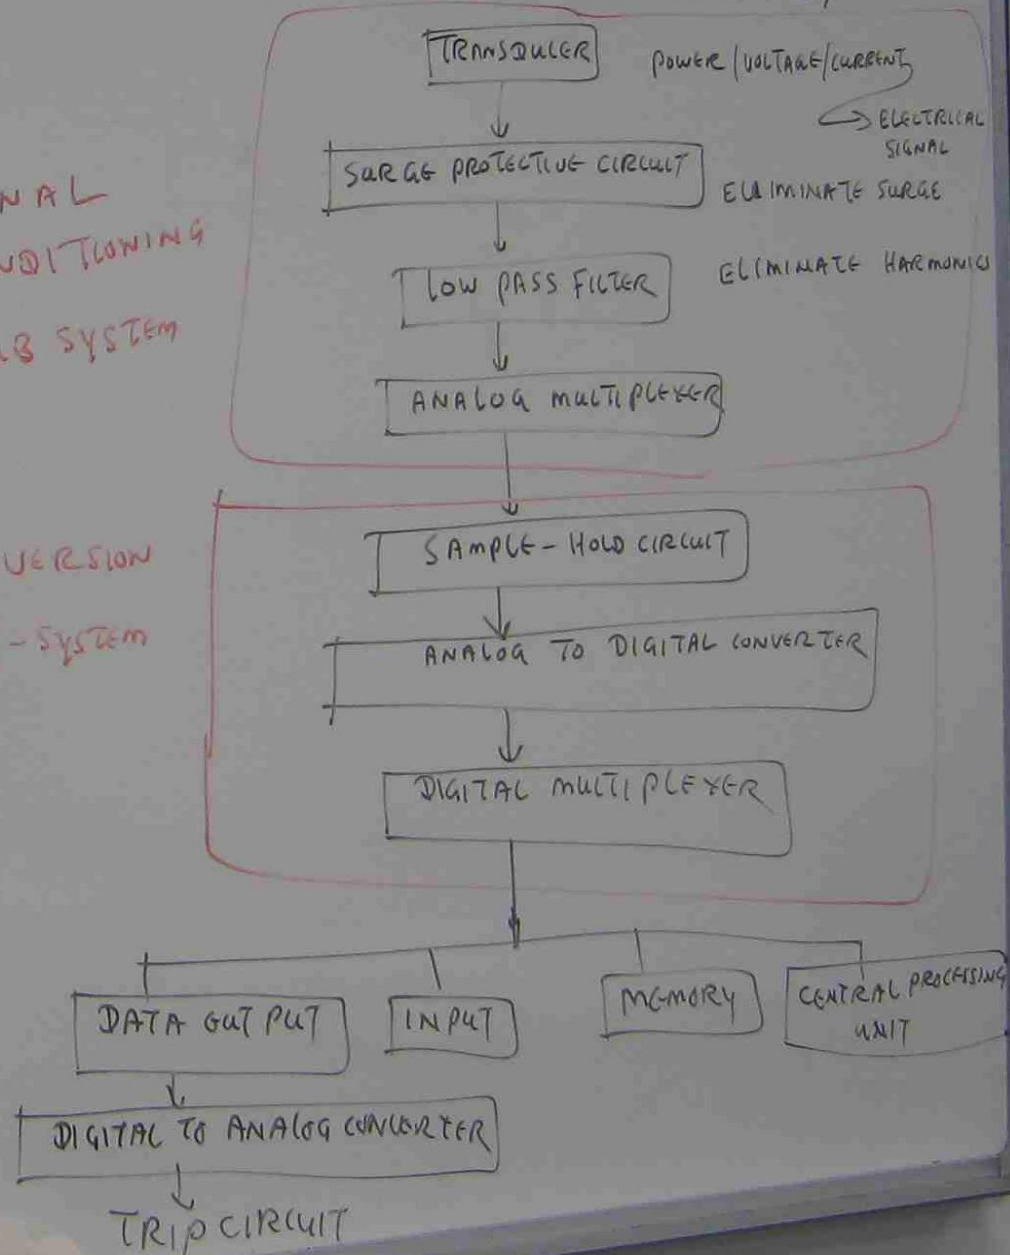 TRANSDUCER
POWER/VOLTAGE/CURRENT
ELECTRICAL
SIGNAL
SURGE PROTECTIVE CIRCUIT
ELIMINATE SURGE
NAL
NDITIONING
LOW PASS FILTER
ELIMINATE HARMONICS
UB SYSTEM
ANALOG MULTIPLEXER
SAMPLE-HOLD CIRCUIT
VERSION
- SYSTEM
ANALOG TO DIGITAL CONVERTER
DIGITAL MULTIPLEXER
DATA OUTPUT
INPUT
MEMORY
CENTRAL PROCESSING
UNIT
DIGITAL TO ANALOG CONVERTER
TRIP CIRCUIT